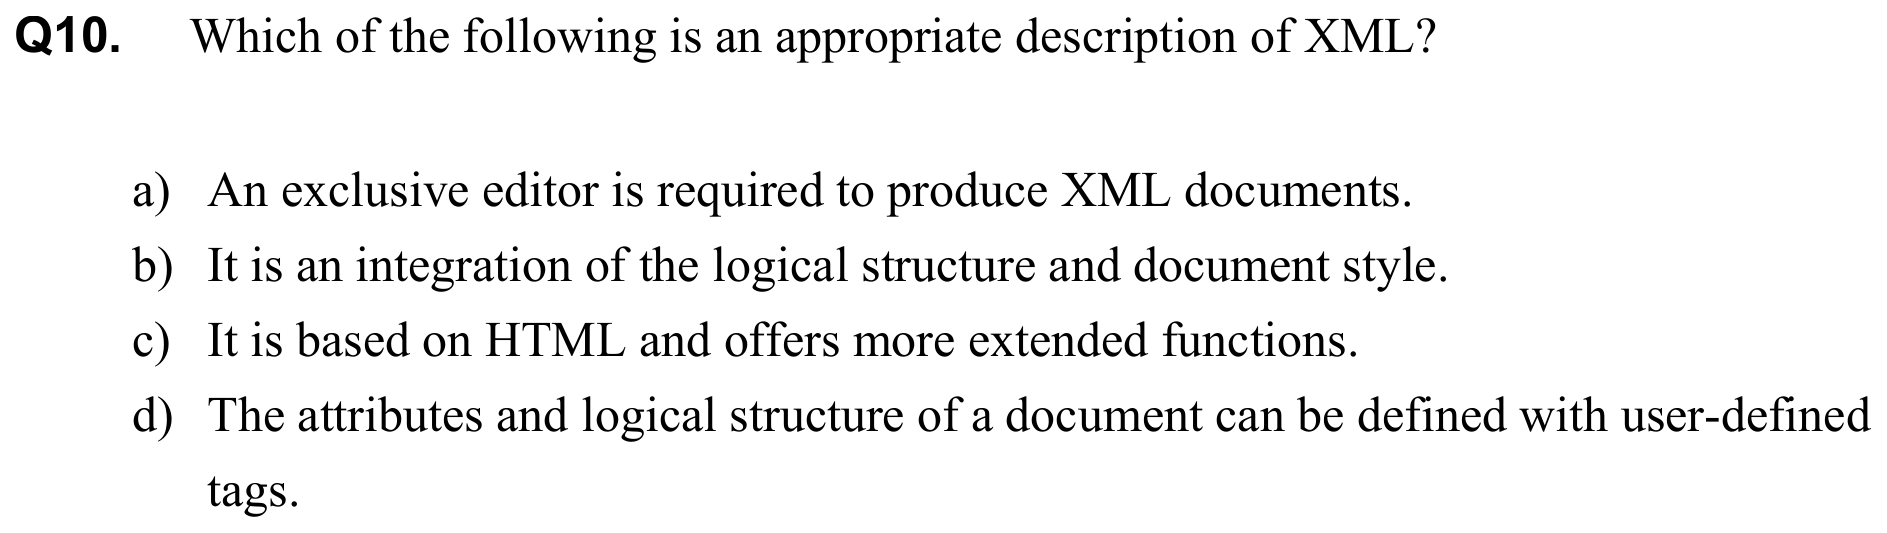 Q10. Which of the following is an appropriate description of XML?
a) An exclusive editor is required to produce XML documents.
b) It is an integration of the logical structure and document style.
c) It is based on HTML and offers more extended functions.
d) The attributes and logical structure of a document can be defined with user-defined
tags.